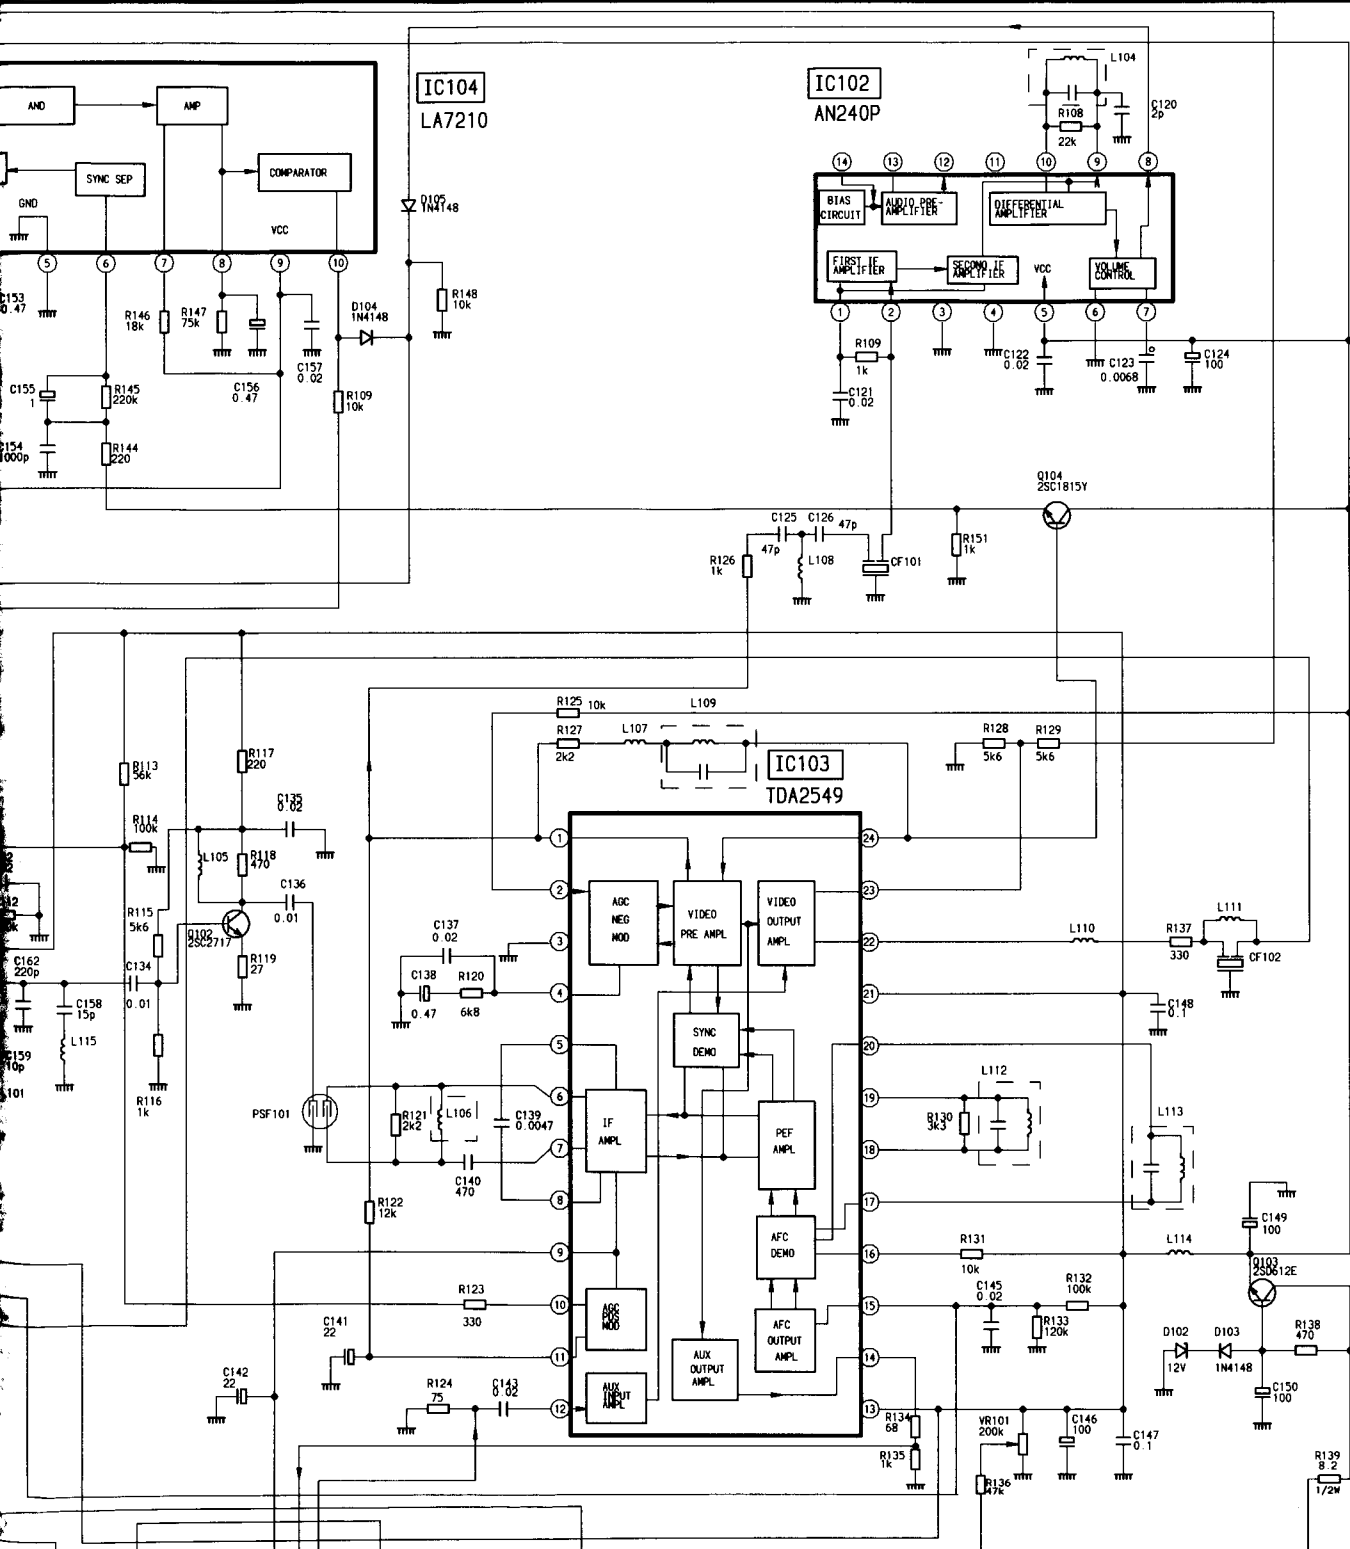 IC104
LA7210
IC102
AN240P
L104
C120
2p
R108
22k
AND
AMP
SYNC SEP
COMPARATOR
GND
VCC
5
6
7
8
9
10
D105
1N4148
14
13
12
11
10
9
8
BIAS
CIRCUIT
AUDIO PRE-
AMPLIFIER
DIFFERENTIAL
AMPLIFIER
FIRST IF
AMPLIFIER
SECOND IF
AMPLIFIER
VCC
VOLUME
CONTROL
1
2
3
4
5
6
7
C153
0.47
R146
18k
R147
75k
D104
1N4148
R148
10k
C157
0.02
C156
0.47
R109
10k
C155
1
R145
220k
C154
000p
R144
220
R109
1k
C121
0.02
C122
0.02
C123
0.0068
C124
100
Q104
2SC1815Y
C125
47p
C126
47p
R126
1k
L108
CF101
R151
1k
R125
10k
L109
R127
2k2
L107
IC103
TDA2549
R128
5k6
R129
5k6
R113
56k
R117
220
R114
100k
C135
0.02
L105
R118
470
C136
0.01
R115
5k6
Q102
2SC2717
R119
27
C162
220p
C134
0.01
C158
15p
L115
C159
10p
101
R116
1k
C137
0.02
C138
0.47
R120
6k8
1
2
3
4
5
6
7
8
9
10
11
12
24
23
22
21
20
19
18
17
16
15
14
13
AGC
NEG
MOD
VIDEO
PRE AMPL
VIDEO
OUTPUT
AMPL
SYNC
DEMO
IF
AMPL
PEF
AMPL
AFC
DEMO
AGC
POS
MOD
AFC
OUTPUT
AMPL
AUX
OUTPUT
AMPL
AUX
INPUT
AMPL
L110
R137
330
L111
CF102
C148
0.1
PSF101
R121
2k2
L106
C139
0.0047
C140
470
R122
12k
L112
R130
3k3
L113
C149
100
R131
10k
L114
Q103
2SD612E
R123
330
C145
0.02
R132
100k
R133
120k
C141
22
D102
12V
D103
1N4148
R138
470
C142
22
R124
75
C143
0.02
C150
100
R134
68
R135
1k
VR101
200k
C146
100
C147
0.1
R136
47k
R139
8.2
1/2W